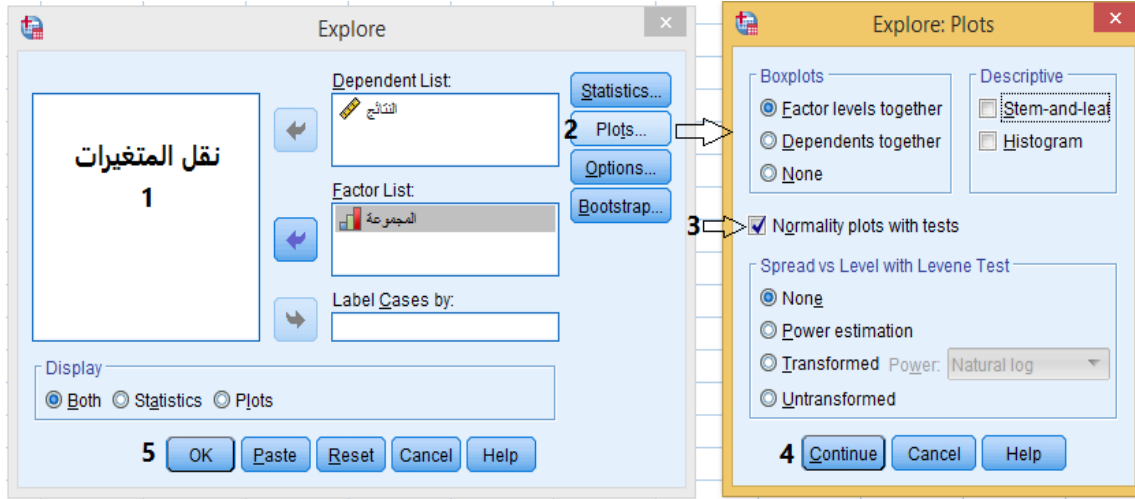 Explore
Dependent List:
النتائج
نقل المتغيرات
1
Factor List:
المجموعة
Label Cases by:
Statistics...
2 Plots...
Options...
Bootstrap...
Display
Both Statistics Plots
5 OK Paste Reset Cancel Help
Explore: Plots
Boxplots
Factor levels together
Dependents together
None
Descriptive
Stem-and-leaf
Histogram
3 Normality plots with tests
Spread vs Level with Levene Test
None
Power estimation
Transformed Power: Natural log
Untransformed
4 Continue Cancel Help